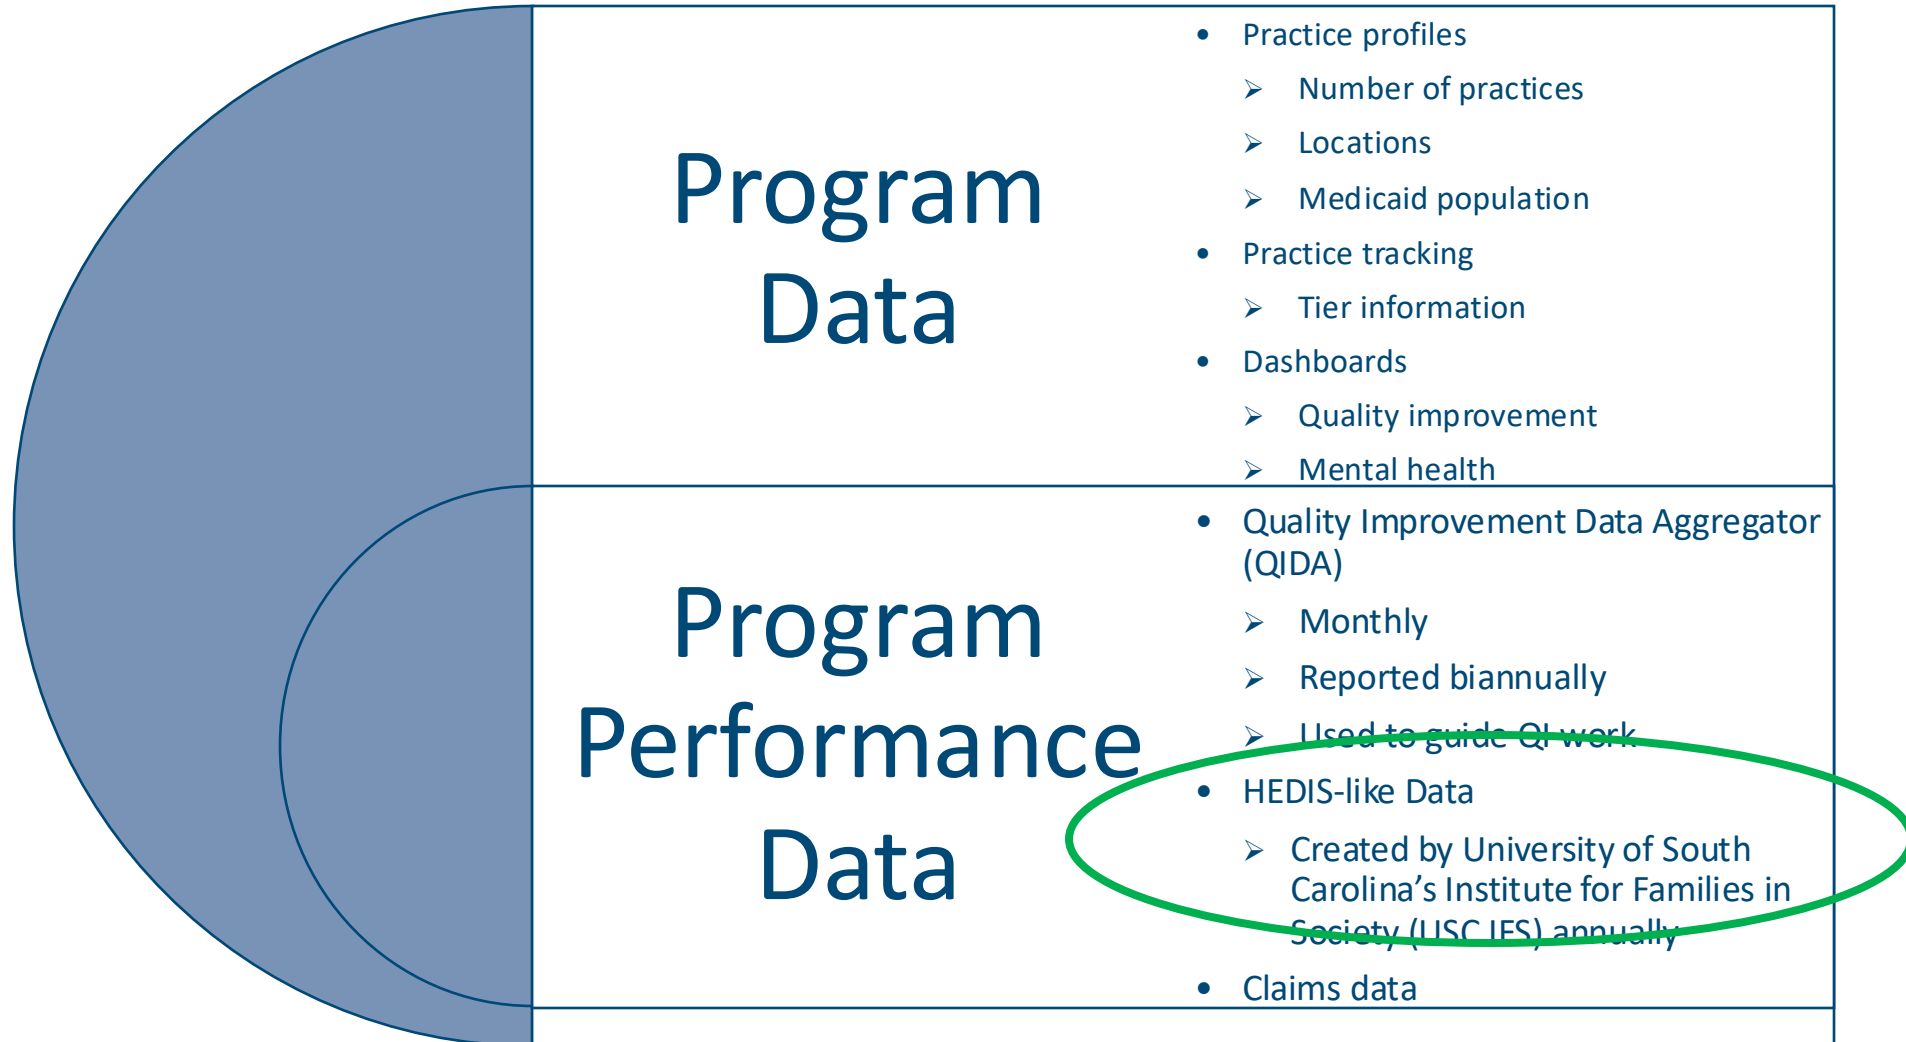 Program
Data
• Practice profiles
➢ Number of practices
➢ Locations
➢ Medicaid population
• Practice tracking
➢ Tier information
• Dashboards
➢ Quality improvement
➢ Mental health
Program
Performance
Data
• Quality Improvement Data Aggregator
(QIDA)
➢ Monthly
➢ Reported biannually
➢ Used to guide QI work
• HEDIS-like Data
➢ Created by University of South
Carolina’s Institute for Families in
Society (USC IFS) annually
• Claims data